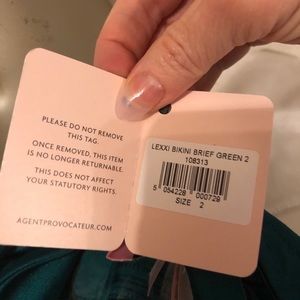 PLEASE DO NOT REMOVE
THIS TAG.
ONCE REMOVED, THIS ITEM
IS NO LONGER RETURNABLE.
THIS DOES NOT AFFECT
YOUR STATUTORY RIGHTS.
AGENTPROVOCATEUR.COM
LEXXI BIKINI BRIEF GREEN 2
108313
5 054228 000729
SIZE 2